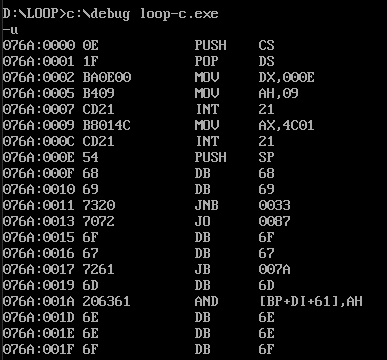 D:\LOOP>c:\debug loop-c.exe
-u
076A:0000 0E PUSH CS
076A:0001 1F POP DS
076A:0002 BA0E00 MOV DX,000E
076A:0005 B409 MOV AH,09
076A:0007 CD21 INT 21
076A:0009 B8014C MOV AX,4C01
076A:000C CD21 INT 21
076A:000E 54 PUSH SP
076A:000F 68 DB 68
076A:0010 69 DB 69
076A:0011 7320 JNB 0033
076A:0013 7072 JO 0087
076A:0015 6F DB 6F
076A:0016 67 DB 67
076A:0017 7261 JB 007A
076A:0019 6D DB 6D
076A:001A 206361 AND [BP+DI+61],AH
076A:001D 6E DB 6E
076A:001E 6E DB 6E
076A:001F 6F DB 6F